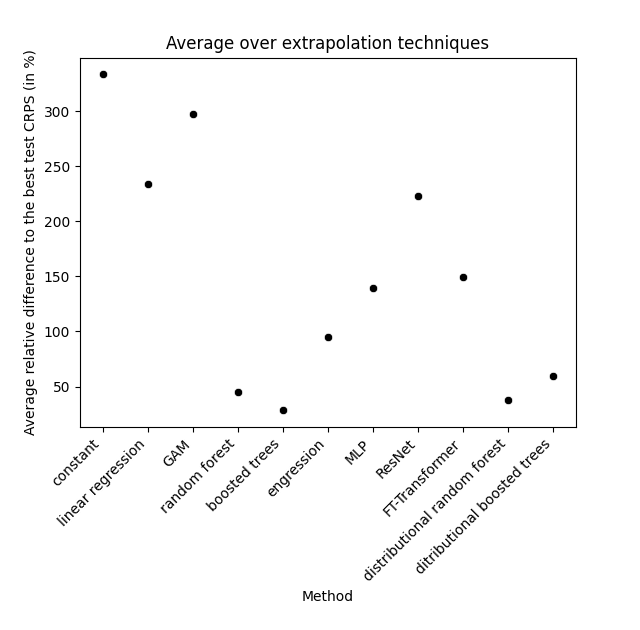 Average over extrapolation techniques
Average relative difference to the best test CRPS (in %)
300
250
200
150
100
50
constant
linear regression
GAM
random forest
boosted trees
engression
MLP
ResNet
FT-Transformer
distributional random forest
ditributional boosted trees
Method